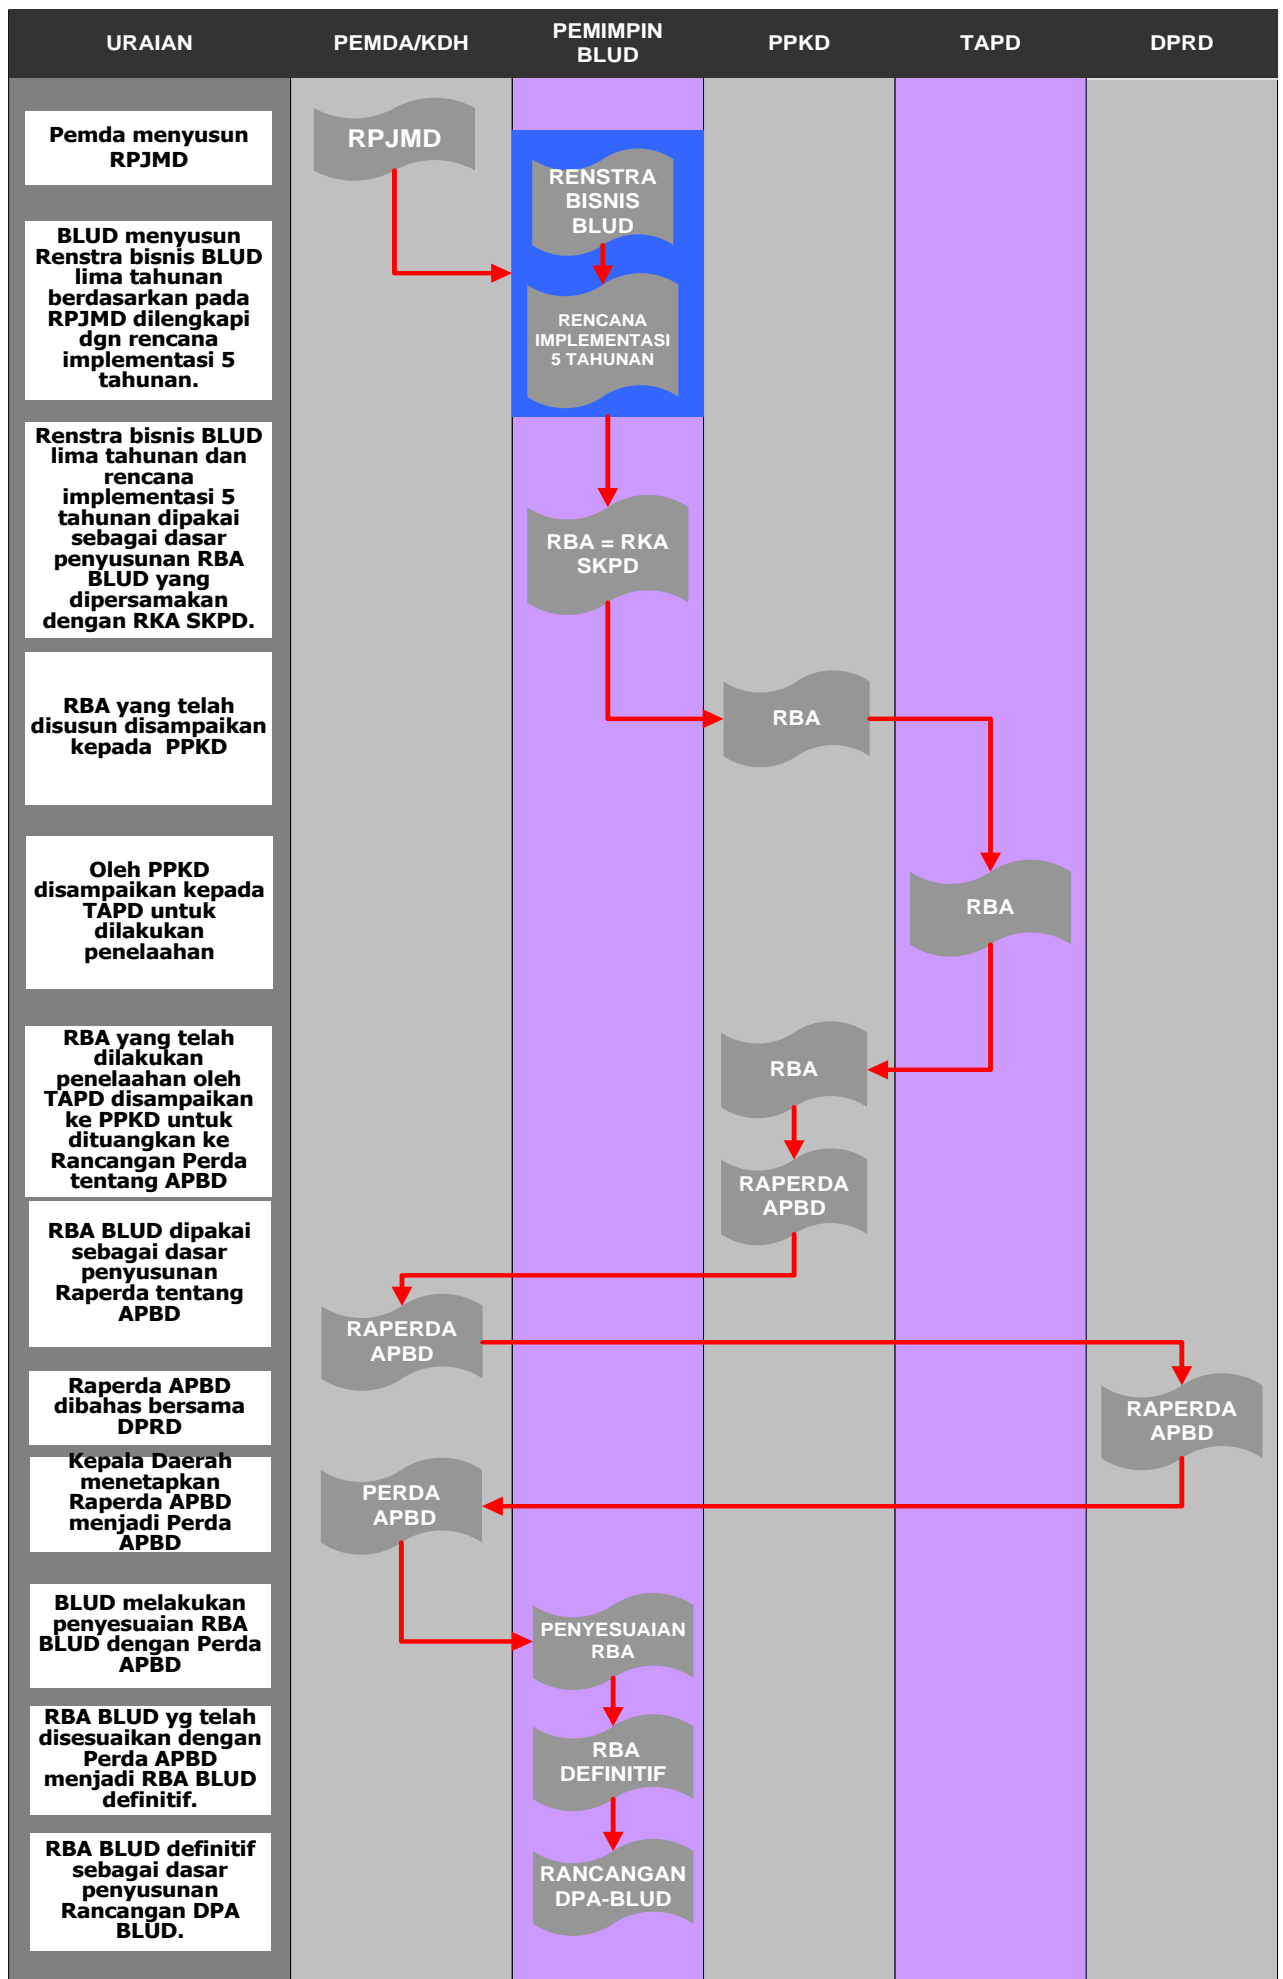 URAIAN
PEMDA/KDH
PEMIMPIN
BLUD
PPKD
TAPD
DPRD
Pemda menyusun
RPJMD
RPJMD
RENSTRA
BISNIS
BLUD
BLUD menyusun
Renstra bisnis BLUD
lima tahunan
berdasarkan pada
RPJMD dilengkapi
dgn rencana
implementasi 5
tahunan.
RENCANA
IMPLEMENTASI
5 TAHUNAN
Renstra bisnis BLUD
lima tahunan dan
rencana
implementasi 5
tahunan dipakai
sebagai dasar
penyusunan RBA
BLUD yang
dipersamakan
dengan RKA SKPD.
RBA = RKA
SKPD
RBA yang telah
disusun disampaikan
kepada PPKD
RBA
Oleh PPKD
disampaikan kepada
TAPD untuk
dilakukan
penelaahan
RBA
RBA yang telah
dilakukan
penelaahan oleh
TAPD disampaikan
ke PPKD untuk
dituangkan ke
Rancangan Perda
tentang APBD
RBA
RAPERDA
APBD
RBA BLUD dipakai
sebagai dasar
penyusunan
Raperda tentang
APBD
RAPERDA
APBD
Raperda APBD
dibahas bersama
DPRD
RAPERDA
APBD
Kepala Daerah
menetapkan
Raperda APBD
menjadi Perda
APBD
PERDA
APBD
BLUD melakukan
penyesuaian RBA
BLUD dengan Perda
APBD
PENYESUAIAN
RBA
RBA BLUD yg telah
disesuaikan dengan
Perda APBD
menjadi RBA BLUD
definitif.
RBA
DEFINITIF
RBA BLUD definitif
sebagai dasar
penyusunan
Rancangan DPA
BLUD.
RANCANGAN
DPA-BLUD